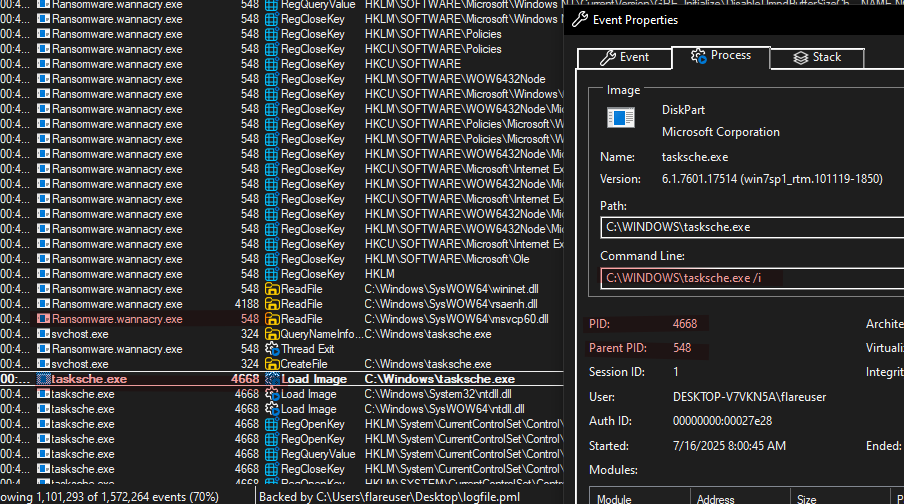 00:4... Ransomware.wannacry.exe 548 RegQueryValue HKLM\SOFTWARE\Microsoft\Windows NT\CurrentVersion\GRE_Initialize\DisableUmpdBufferSizeCh... NAME N
00:4... Ransomware.wannacry.exe 548 RegCloseKey HKLM\SOFTWARE\Microsoft\Windows
00:4... Ransomware.wannacry.exe 548 RegCloseKey HKLM\SOFTWARE\Policies
00:4... Ransomware.wannacry.exe 548 RegCloseKey HKCU\SOFTWARE\Policies
00:4... Ransomware.wannacry.exe 548 RegCloseKey HKCU\SOFTWARE
00:4... Ransomware.wannacry.exe 548 RegCloseKey HKLM\SOFTWARE\WOW6432Node
00:4... Ransomware.wannacry.exe 548 RegCloseKey HKCU\SOFTWARE\Microsoft\Windows\
00:4... Ransomware.wannacry.exe 548 RegCloseKey HKLM\SOFTWARE\WOW6432Node\M
00:4... Ransomware.wannacry.exe 548 RegCloseKey HKCU\SOFTWARE\Policies\Microsoft\W
00:4... Ransomware.wannacry.exe 548 RegCloseKey HKLM\SOFTWARE\Policies\Microsoft\W
00:4... Ransomware.wannacry.exe 548 RegCloseKey HKLM\SOFTWARE\WOW6432Node\M
00:4... Ransomware.wannacry.exe 548 RegCloseKey HKCU\SOFTWARE\Microsoft\Internet Ex
00:4... Ransomware.wannacry.exe 548 RegCloseKey HKLM\SOFTWARE\WOW6432Node\M
00:4... Ransomware.wannacry.exe 548 RegCloseKey HKCU\SOFTWARE\Microsoft\Internet Ex
00:4... Ransomware.wannacry.exe 548 RegCloseKey HKLM\SOFTWARE\WOW6432Node\M
00:4... Ransomware.wannacry.exe 548 RegCloseKey HKCU\SOFTWARE\Microsoft\Internet Ex
00:4... Ransomware.wannacry.exe 548 RegCloseKey HKLM\SOFTWARE\Microsoft\Ole
00:4... Ransomware.wannacry.exe 548 RegCloseKey HKLM
00:4... Ransomware.wannacry.exe 548 ReadFile C:\Windows\SysWOW64\wininet.dll
00:4... Ransomware.wannacry.exe 4188 ReadFile C:\Windows\SysWOW64\rsaenh.dll
00:4... Ransomware.wannacry.exe 548 ReadFile C:\Windows\SysWOW64\msvcp60.dll
00:4... svchost.exe 324 QueryNameInfo... C:\Windows\tasksche.exe
00:4... Ransomware.wannacry.exe 548 Thread Exit
00:4... svchost.exe 324 CreateFile C:\Windows\tasksche.exe
00:... tasksche.exe 4668 Load Image C:\Windows\tasksche.exe
00:4... tasksche.exe 4668 Load Image C:\Windows\System32\ntdll.dll
00:4... tasksche.exe 4668 Load Image C:\Windows\SysWOW64\ntdll.dll
00:4... tasksche.exe 4668 RegOpenKey HKLM\System\CurrentControlSet\Control\
00:4... tasksche.exe 4668 RegOpenKey HKLM\System\CurrentControlSet\Control\
00:4... tasksche.exe 4668 RegQueryValue HKLM\System\CurrentControlSet\Control\
00:4... tasksche.exe 4668 RegCloseKey HKLM\System\CurrentControlSet\Control\
owing 1,101,293 of 1,572,264 events (70%) Backed by C:\Users\flareuser\Desktop\logfile.pml
Event Properties
Event Process Stack
Image
DiskPart
Microsoft Corporation
Name: tasksche.exe
Version: 6.1.7601.17514 (win7sp1_rtm.101119-1850)
Path:
C:\WINDOWS\tasksche.exe
Command Line:
C:\WINDOWS\tasksche.exe /i
PID: 4668 Archite
Parent PID: 548 Virtualiz
Session ID: 1 Integrit
User: DESKTOP-V7VKN5A\flareuser
Auth ID: 00000000:00027e28
Started: 7/16/2025 8:00:45 AM Ended:
Modules:
Module Address Size P